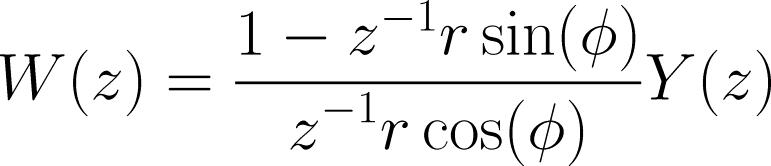 W(z) = \frac{1 - z^{-1} r \sin(\phi)}{z^{-1} r \cos(\phi)} Y(z)